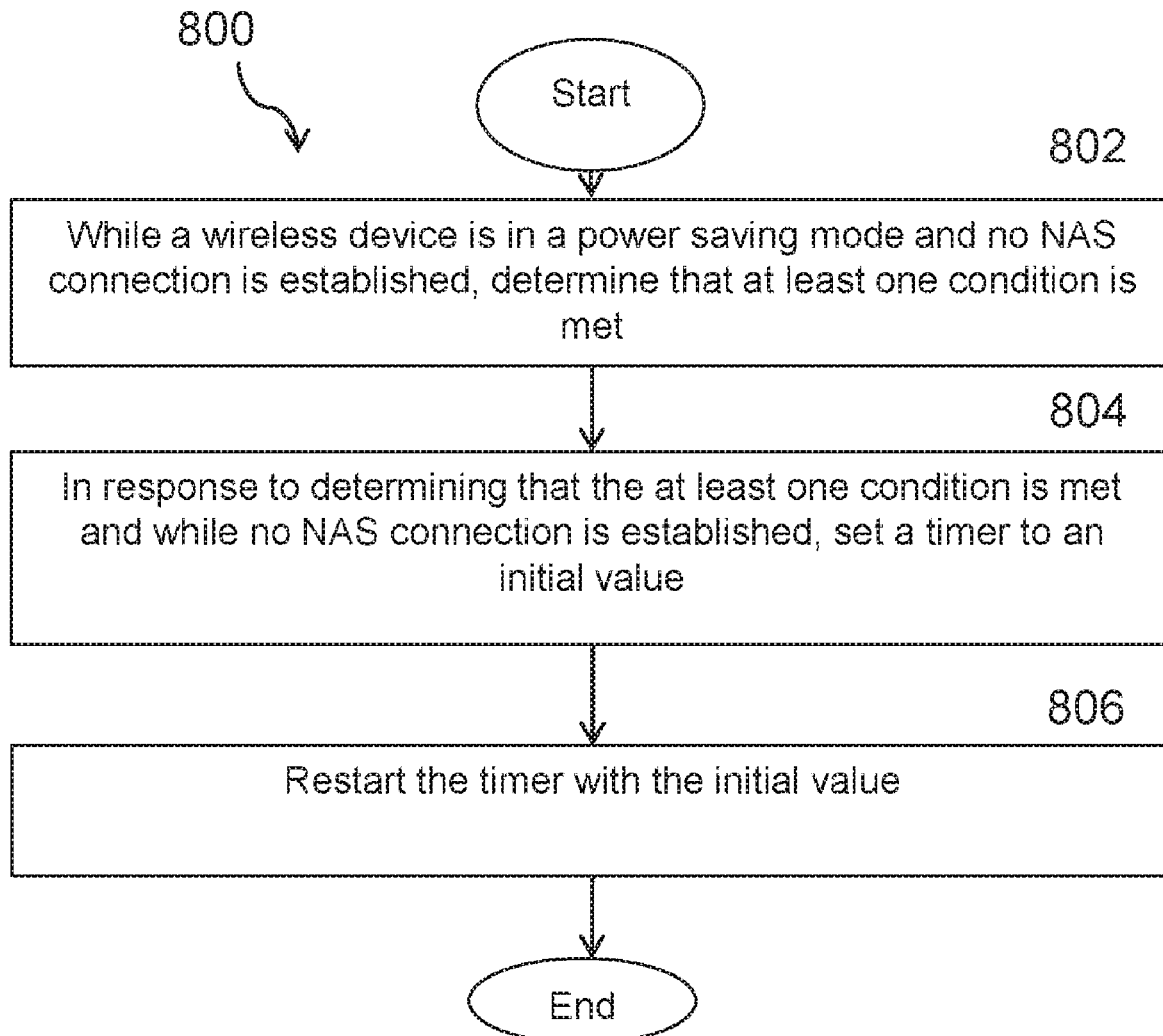 800
Start
802
While a wireless device is in a power saving mode and no NAS
connection is established, determine that at least one condition is
met
804
In response to determining that the at least one condition is met
and while no NAS connection is established, set a timer to an
initial value
806
Restart the timer with the initial value
End